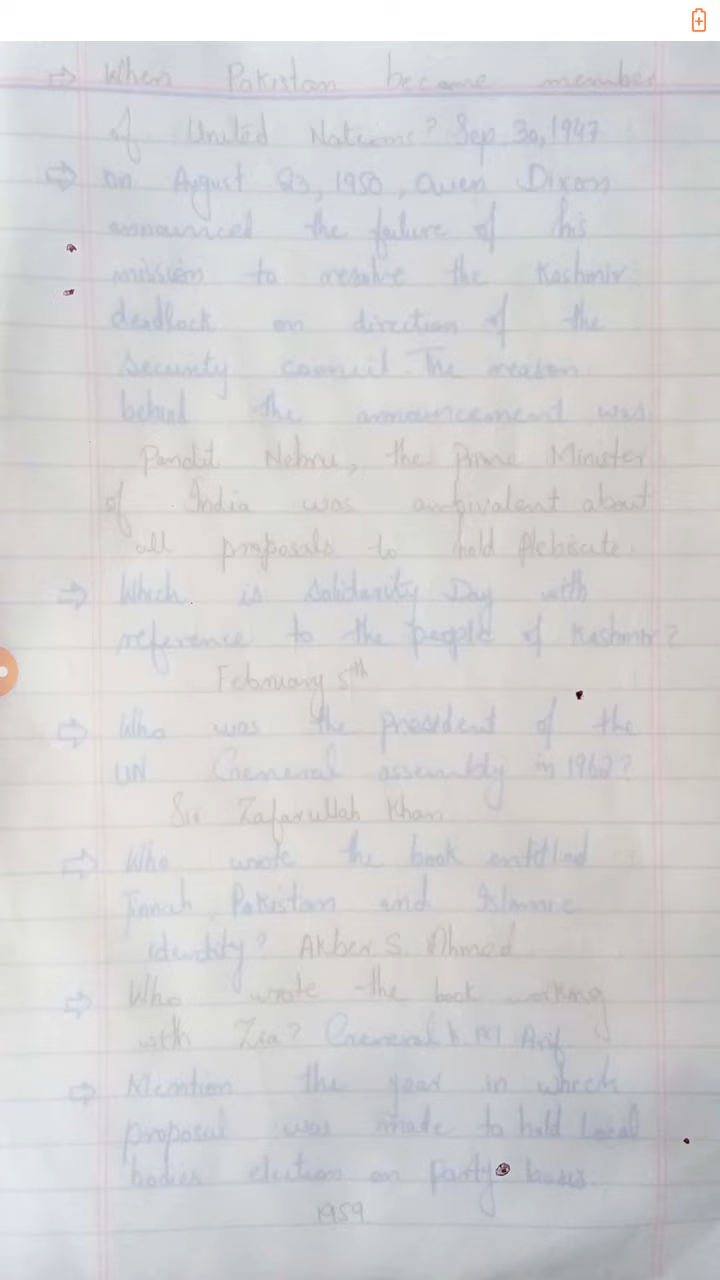 ⇒ When Pakistan became member
of United Nations? Sep, 30, 1947
⇒ on August 23, 1950, Owen Dixon
announced the failure of his
mission to resolve the Kashmir
deadlock on direction of the
security council. The reason
behind the announcement was
Pandit Nehru, the prime Minister
of India was ambivalent about
all proposals to hold Plebiscite.
⇒ Which is solidarity Day with
reference to the people of Kashmir?
February 5th
⇒ Who was the president of the
UN General assembly in 1962?
Sir Zafarullah Khan
⇒ Who wrote the book entitled
Jinnah, Pakistan and Islamic
identity? Akber S. Ahmed
⇒ Who wrote the book working
with Zia? General K. M Arif
⇒ Mention the year in which
proposal was made to hold Local
bodies election on party bases.
1959